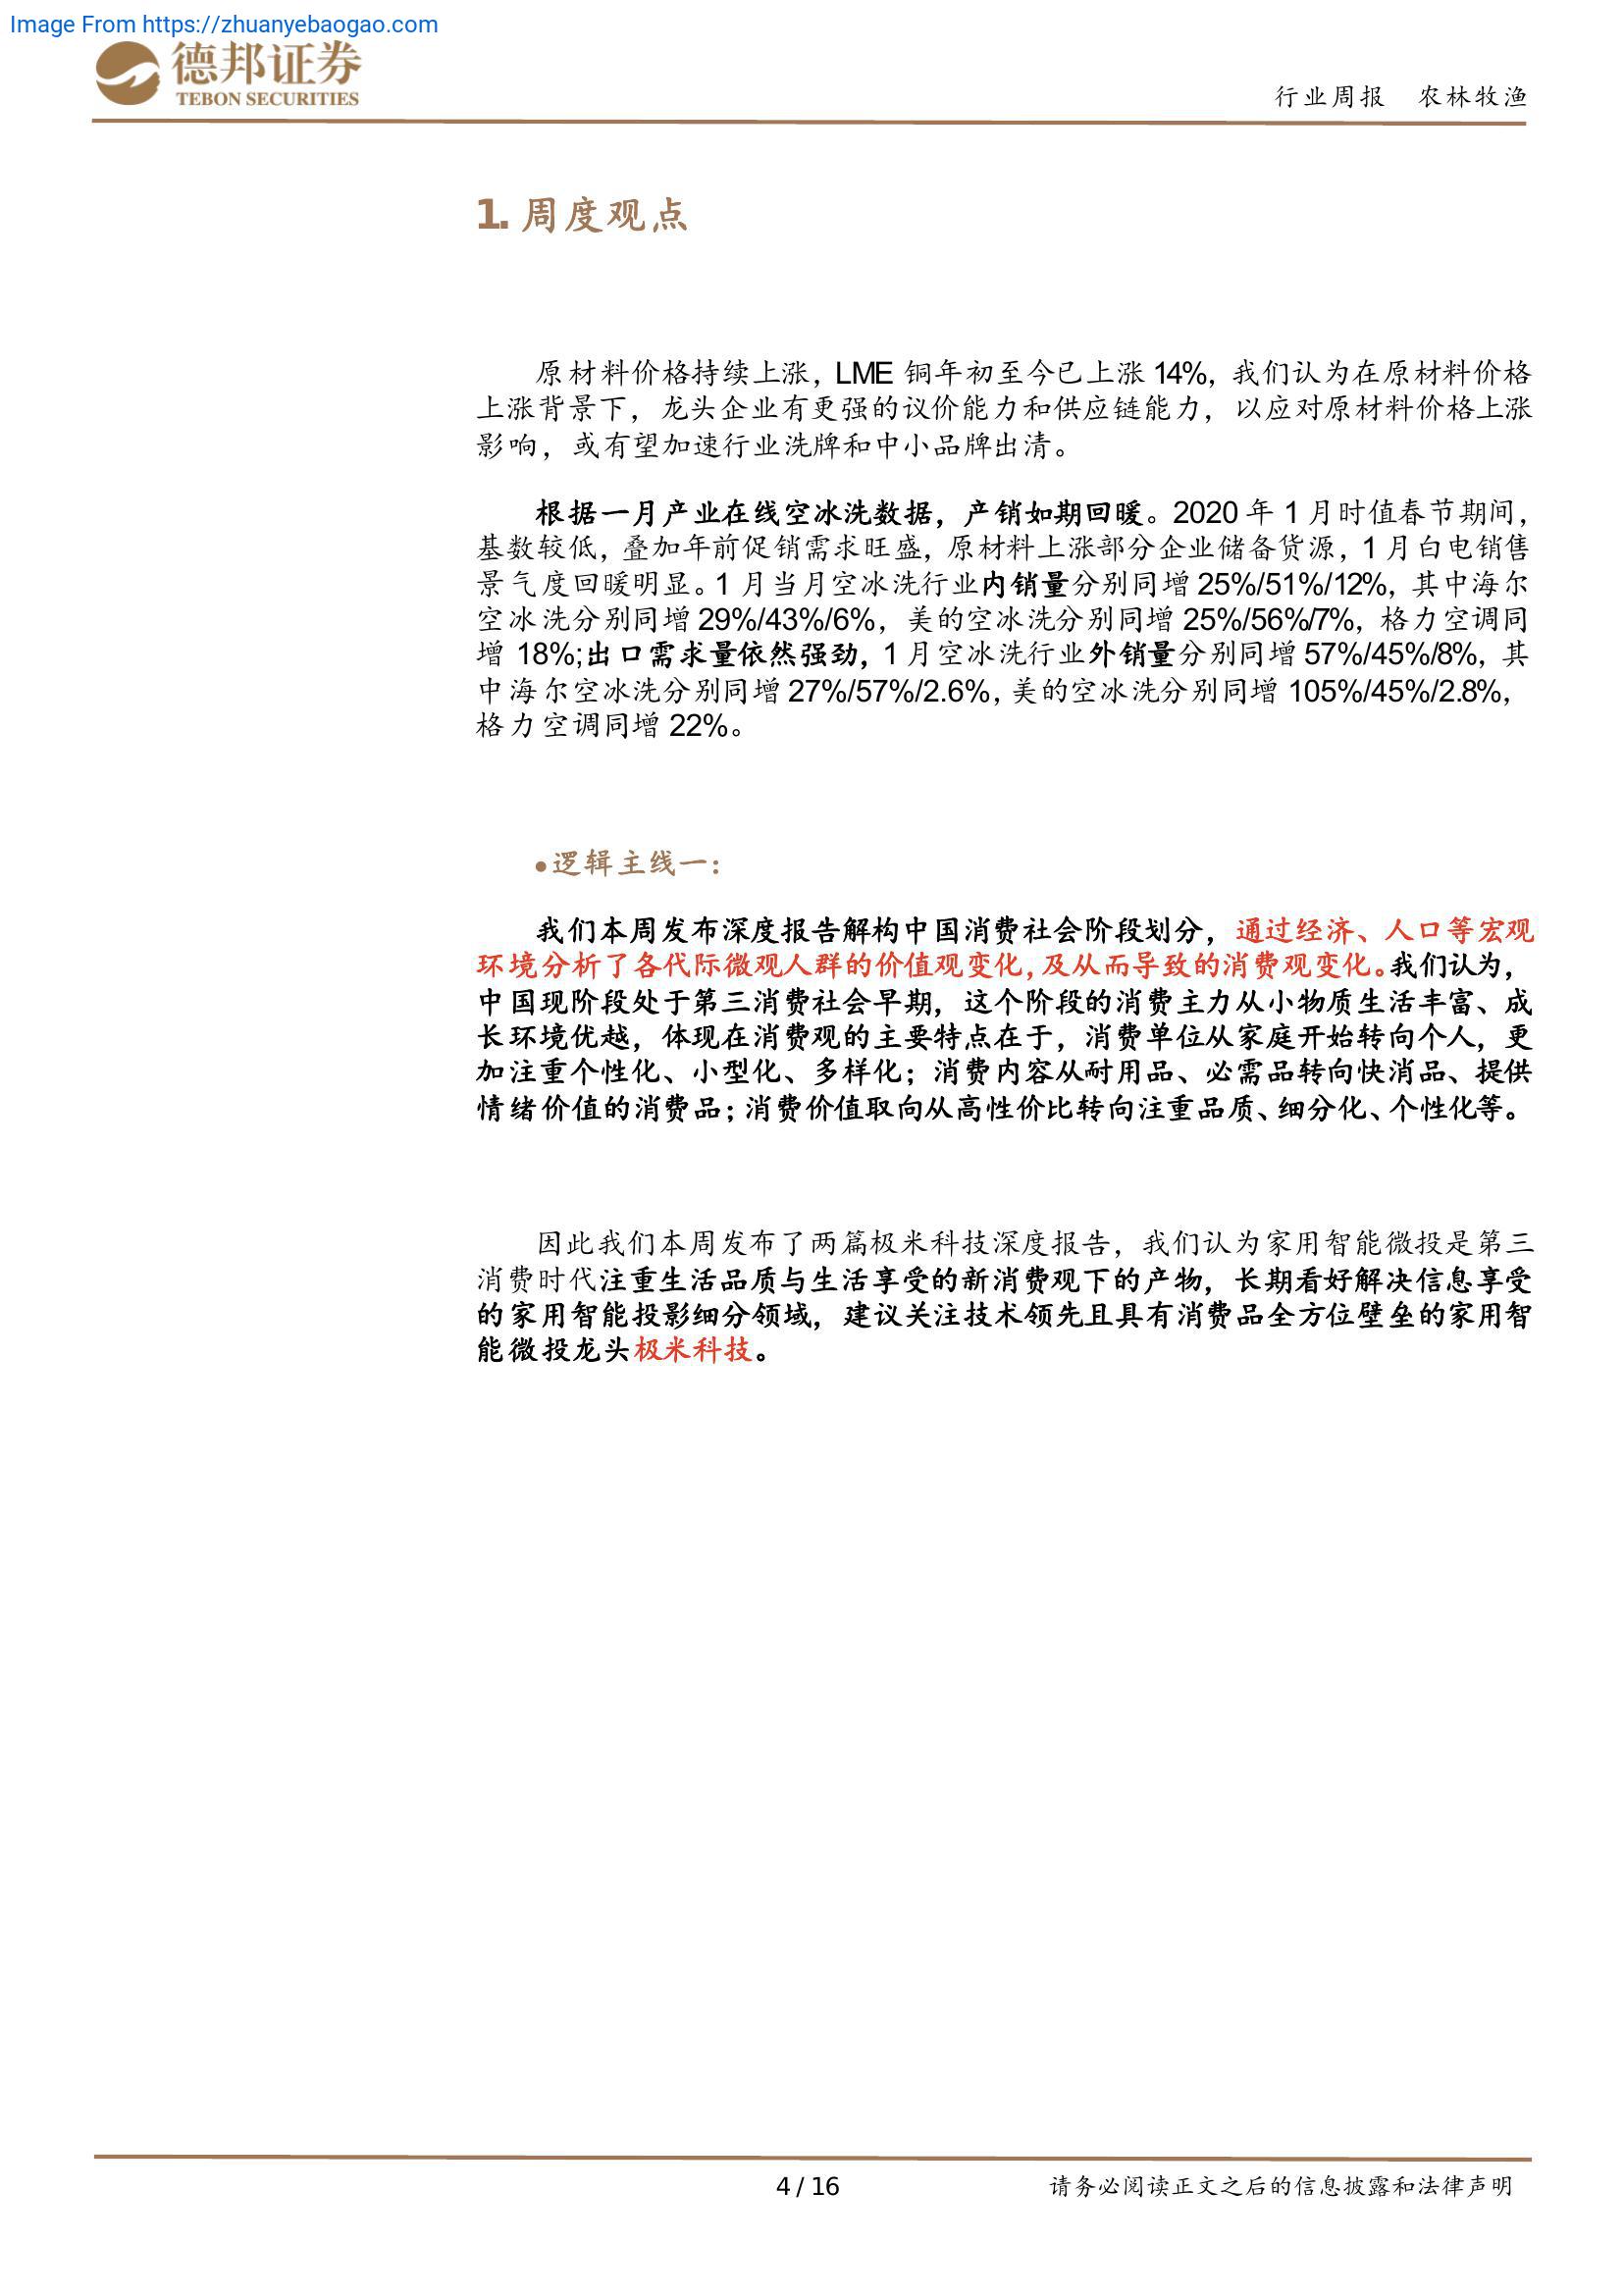 Image From https://zhuanyebaogao.com
德邦证券
TEBON SECURITIES
行业周报 农林牧渔
1. 周度观点
原材料价格持续上涨，LME 铜年初至今已上涨 14%，我们认为在原材料价格
上涨背景下，龙头企业有更强的议价能力和供应链能力，以应对原材料价格上涨
影响，或有望加速行业洗牌和中小品牌出清。
根据一月产业在线空冰洗数据，产销如期回暖。2020 年 1 月时值春节期间，
基数较低，叠加年前促销需求旺盛，原材料上涨部分企业储备货源，1 月白电销售
景气度回暖明显。1 月当月空冰洗行业内销量分别同增 25%/51%/12%，其中海尔
空冰洗分别同增 29%/43%/6%，美的空冰洗分别同增 25%/56%/7%，格力空调同
增 18%;出口需求量依然强劲，1 月空冰洗行业外销量分别同增 57%/45%/8%，其
中海尔空冰洗分别同增 27%/57%/2.6%，美的空冰洗分别同增 105%/45%/2.8%，
格力空调同增 22%。
●逻辑主线一：
我们本周发布深度报告解构中国消费社会阶段划分，通过经济、人口等宏观
环境分析了各代际微观人群的价值观变化，及从而导致的消费观变化。我们认为，
中国现阶段处于第三消费社会早期，这个阶段的消费主力从小物质生活丰富、成
长环境优越，体现在消费观的主要特点在于，消费单位从家庭开始转向个人，更
加注重个性化、小型化、多样化；消费内容从耐用品、必需品转向快消品、提供
情绪价值的消费品；消费价值取向从高性价比转向注重品质、细分化、个性化等。
因此我们本周发布了两篇极米科技深度报告，我们认为家用智能微投是第三
消费时代注重生活品质与生活享受的新消费观下的产物，长期看好解决信息享受
的家用智能投影细分领域，建议关注技术领先且具有消费品全方位壁垒的家用智
能微投龙头极米科技。
4 / 16
请务必阅读正文之后的信息披露和法律声明